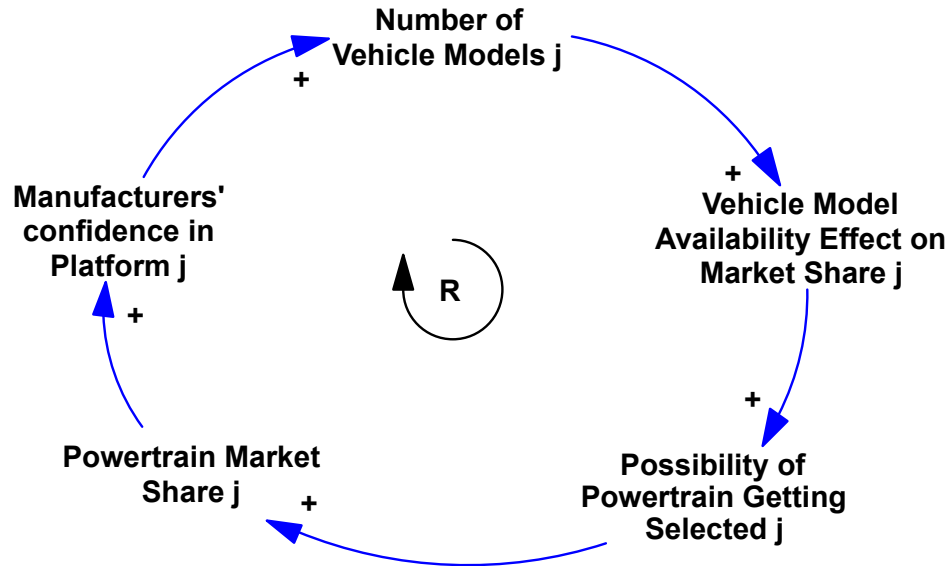 Number of
Vehicle Models j
+
+
Vehicle Model
Availability Effect on
Market Share j
Manufacturers'
confidence in
Platform j
R
+
+
Possibility of
Powertrain Getting
Selected j
Powertrain Market
Share j
+